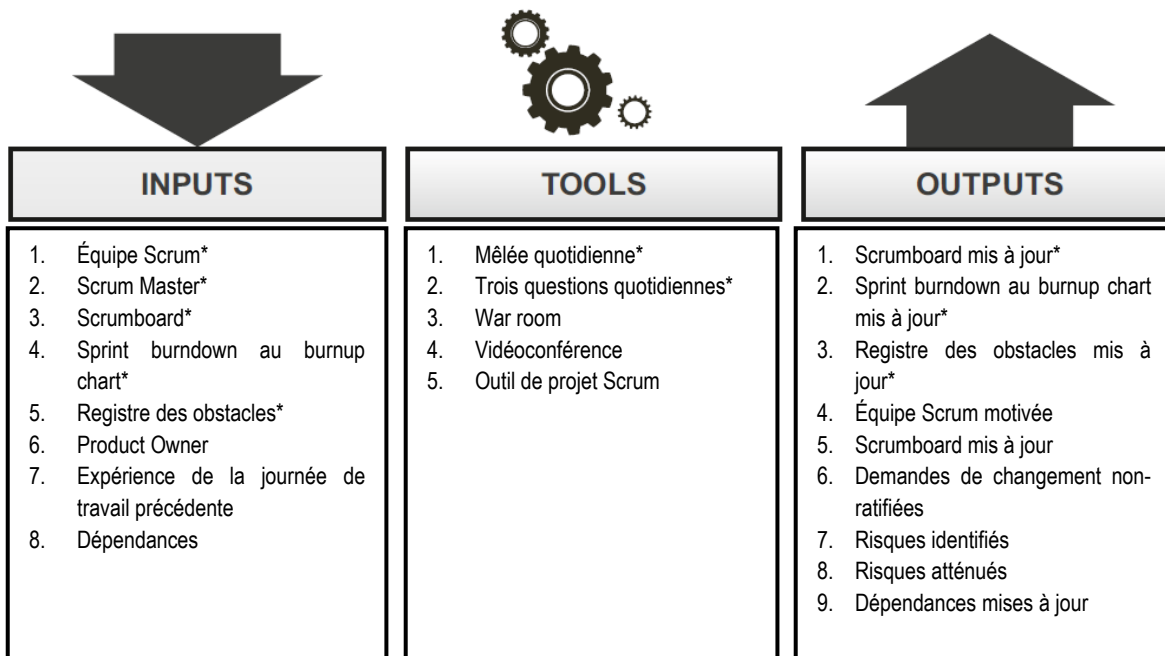 INPUTS
1. Équipe Scrum*
2. Scrum Master*
3. Scrumboard*
4. Sprint burndown au burnup
chart*
5. Registre des obstacles*
6. Product Owner
7. Expérience de la journée de
travail précédente
8. Dépendances
TOOLS
1. Mêlée quotidienne*
2. Trois questions quotidiennes*
3. War room
4. Vidéoconférence
5. Outil de projet Scrum
OUTPUTS
1. Scrumboard mis à jour*
2. Sprint burndown au burnup chart
mis à jour*
3. Registre des obstacles mis à
jour*
4. Équipe Scrum motivée
5. Scrumboard mis à jour
6. Demandes de changement non-
ratifiées
7. Risques identifiés
8. Risques atténués
9. Dépendances mises à jour